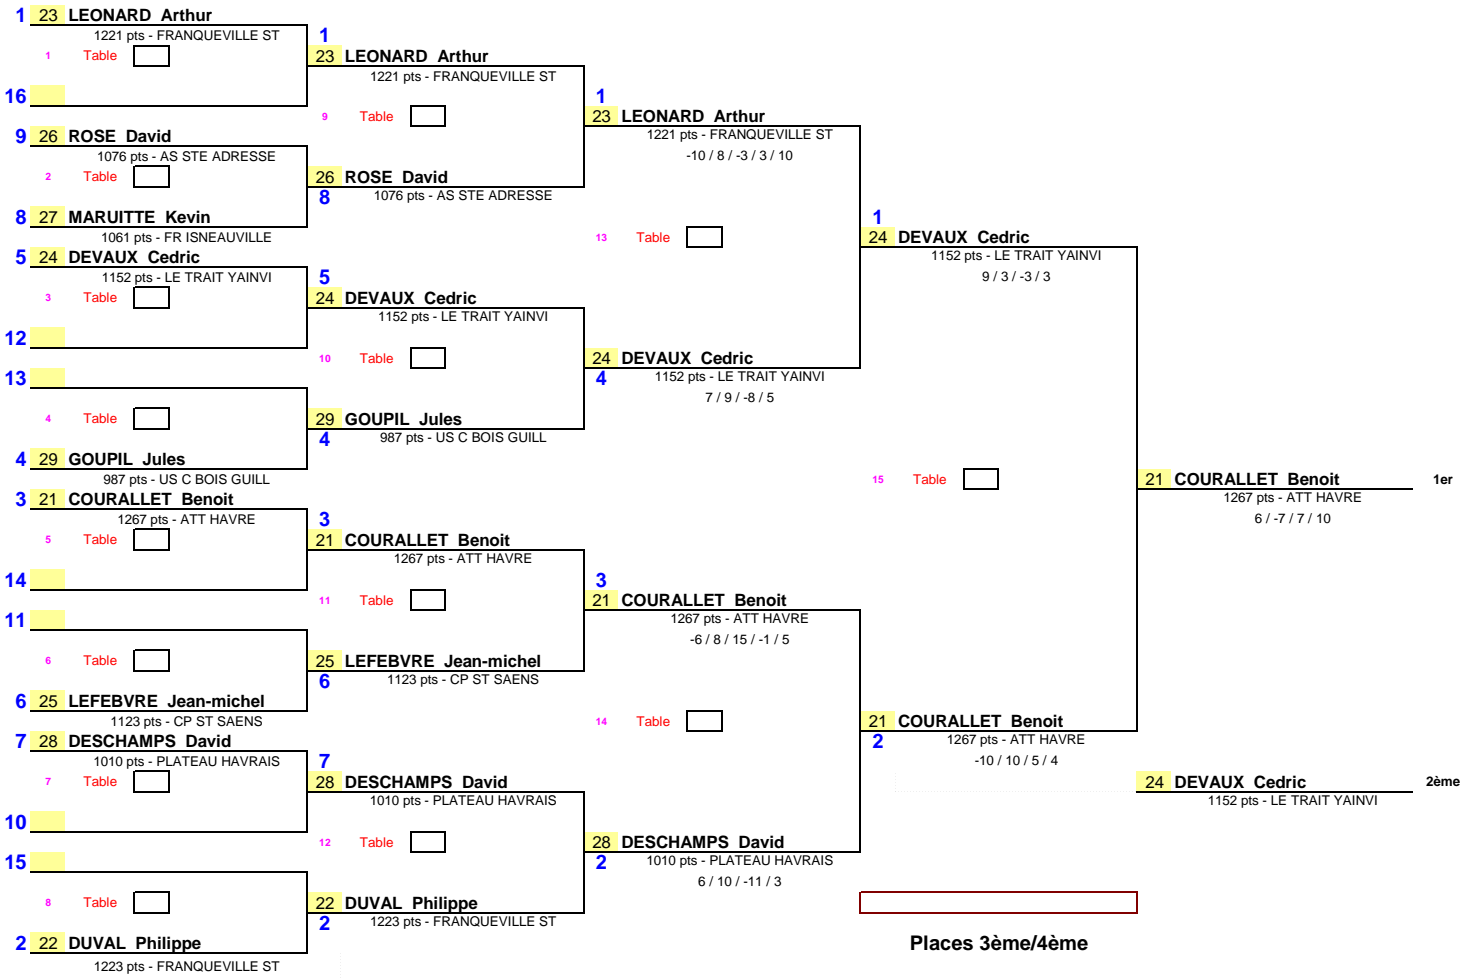 1 23 LEONARD Arthur
1221 pts - FRANQUEVILLE ST
1 Table
16
9 26 ROSE David
1076 pts - AS STE ADRESSE
2 Table
8 27 MARUITTE Kevin
1061 pts - FR ISNEAUVILLE
5 24 DEVAUX Cedric
1152 pts - LE TRAIT YAINVI
3 Table
12
13
4 Table
4 29 GOUPIL Jules
987 pts - US C BOIS GUILL
3 21 COURALLET Benoit
1267 pts - ATT HAVRE
5 Table
14
11
6 Table
6 25 LEFEBVRE Jean-michel
1123 pts - CP ST SAENS
7 28 DESCHAMPS David
1010 pts - PLATEAU HAVRAIS
7 Table
10
15
8 Table
2 22 DUVAL Philippe
1223 pts - FRANQUEVILLE ST
1
23 LEONARD Arthur
1221 pts - FRANQUEVILLE ST
9 Table
26 ROSE David
8
1076 pts - AS STE ADRESSE
5
24 DEVAUX Cedric
1152 pts - LE TRAIT YAINVI
10 Table
29 GOUPIL Jules
4
987 pts - US C BOIS GUILL
3
21 COURALLET Benoit
1267 pts - ATT HAVRE
11 Table
25 LEFEBVRE Jean-michel
6
1123 pts - CP ST SAENS
7
28 DESCHAMPS David
1010 pts - PLATEAU HAVRAIS
12 Table
22 DUVAL Philippe
2
1223 pts - FRANQUEVILLE ST
1
23 LEONARD Arthur
1221 pts - FRANQUEVILLE ST
-10 / 8 / -3 / 3 / 10
13 Table
24 DEVAUX Cedric
4
1152 pts - LE TRAIT YAINVI
7 / 9 / -8 / 5
3
21 COURALLET Benoit
1267 pts - ATT HAVRE
-6 / 8 / 15 / -1 / 5
14 Table
28 DESCHAMPS David
2
1010 pts - PLATEAU HAVRAIS
6 / 10 / -11 / 3
1
24 DEVAUX Cedric
1152 pts - LE TRAIT YAINVI
9 / 3 / -3 / 3
15 Table
21 COURALLET Benoit
2
1267 pts - ATT HAVRE
-10 / 10 / 5 / 4
21 COURALLET Benoit 1er
1267 pts - ATT HAVRE
6 / -7 / 7 / 10
24 DEVAUX Cedric 2ème
1152 pts - LE TRAIT YAINVI
Places 3ème/4ème